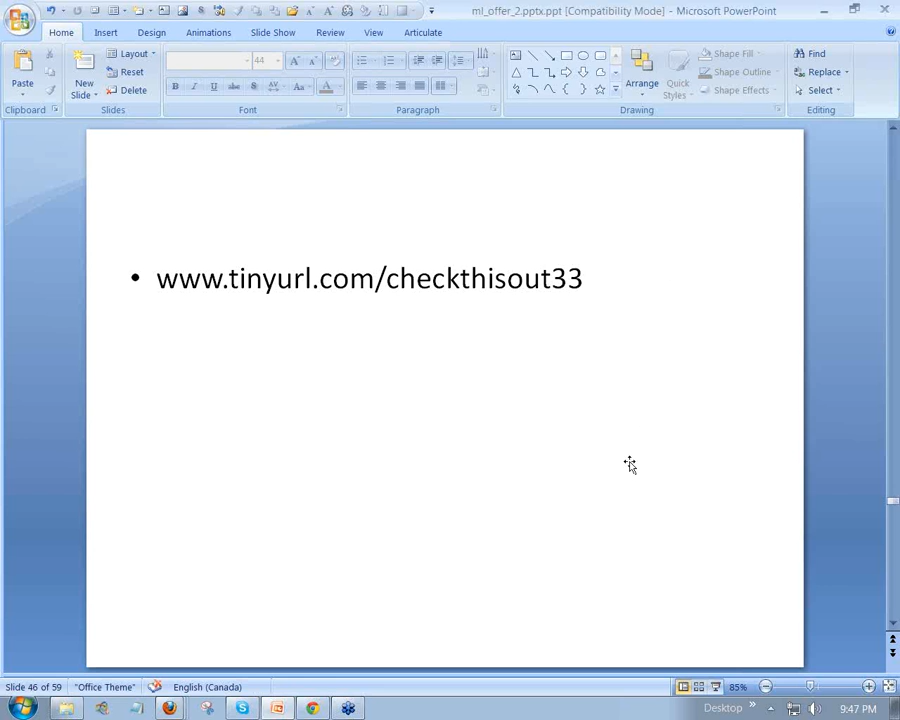 ml_offer_2.pptx.ppt [Compatibility Mode] - Microsoft PowerPoint
Home Insert Design Animations Slide Show Review View Articulate
Paste
Clipboard
New Slide
Layout
Reset
Delete
Slides
44
B I U abc S AV Aa A
Font
Paragraph
Arrange
Quick Styles
Shape Fill
Shape Outline
Shape Effects
Drawing
Find
Replace
Select
Editing
• www.tinyurl.com/checkthisout33
Slide 46 of 59 "Office Theme" English (Canada) 85%
Desktop » 9:47 PM